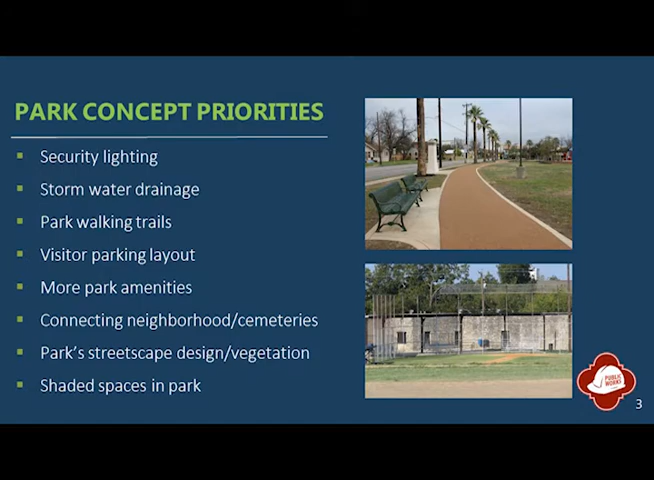 PARK CONCEPT PRIORITIES
Security lighting
Storm water drainage
Park walking trails
Visitor parking layout
More park amenities
Connecting neighborhood/cemeteries
Park's streetscape design/vegetation
Shaded spaces in park
PUBLIC
WORKS
3